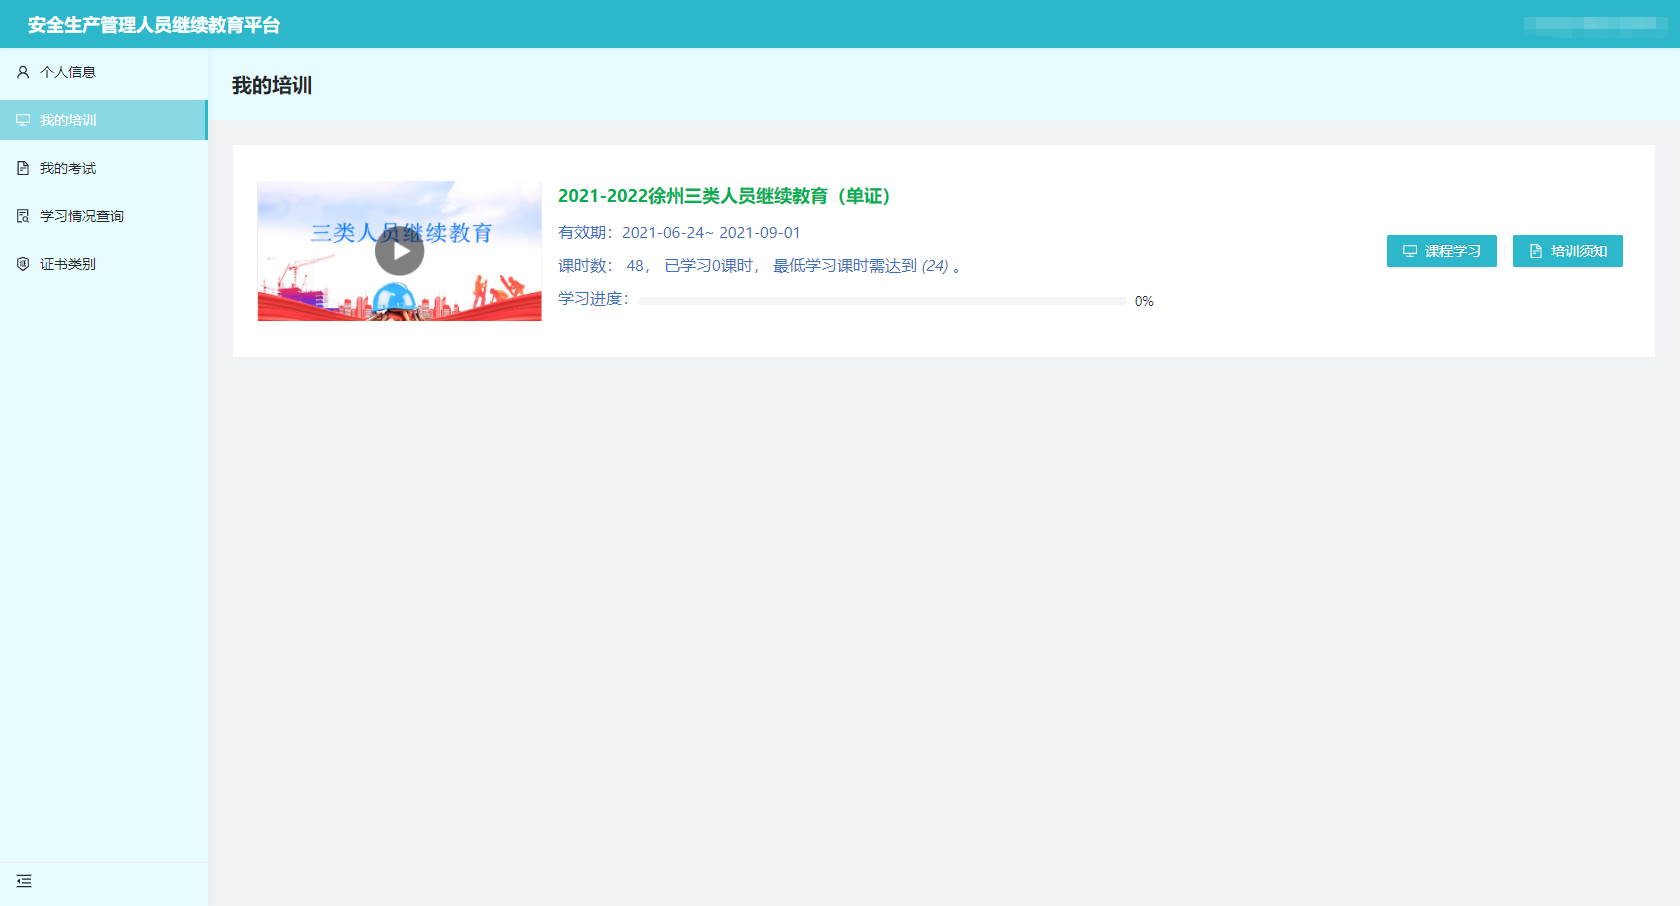 安全生产管理人员继续教育平台
个人信息
我的培训
我的考试
学习情况查询
证书类别
我的培训
三类人员继续教育
2021-2022徐州三类人员继续教育（单证）
有效期：2021-06-24~ 2021-09-01
课时数： 48， 已学习0课时， 最低学习课时需达到 (24) 。
学习进度：
0%
课程学习
培训须知